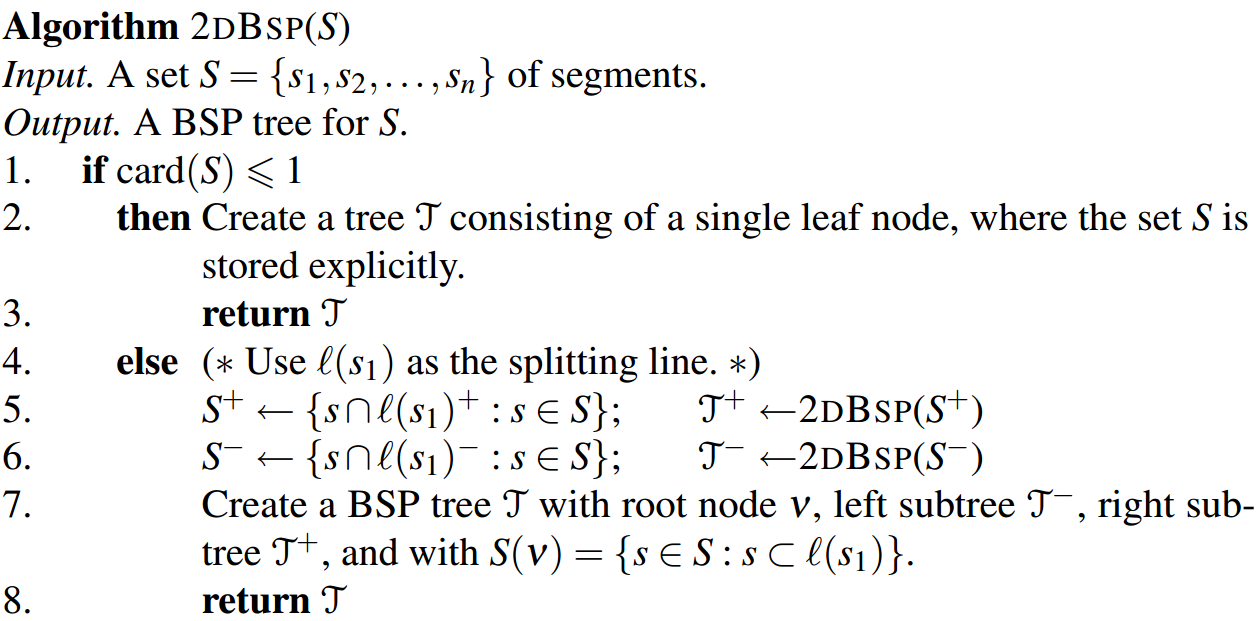 Algorithm 2DBSP(S)
Input. A set S = {s₁, s₂, . . . , sₙ} of segments.
Output. A BSP tree for S.
1. if card(S) ⩽ 1
2. then Create a tree 𝒯 consisting of a single leaf node, where the set S is
stored explicitly.
3. return 𝒯
4. else (∗ Use ℓ(s₁) as the splitting line. ∗)
5. S⁺ ← {s ∩ ℓ(s₁)⁺ : s ∈ S}; 𝒯⁺ ← 2DBSP(S⁺)
6. S⁻ ← {s ∩ ℓ(s₁)⁻ : s ∈ S}; 𝒯⁻ ← 2DBSP(S⁻)
7. Create a BSP tree 𝒯 with root node ν, left subtree 𝒯⁻, right sub-
tree 𝒯⁺, and with S(ν) = {s ∈ S : s ⊂ ℓ(s₁)}.
8. return 𝒯